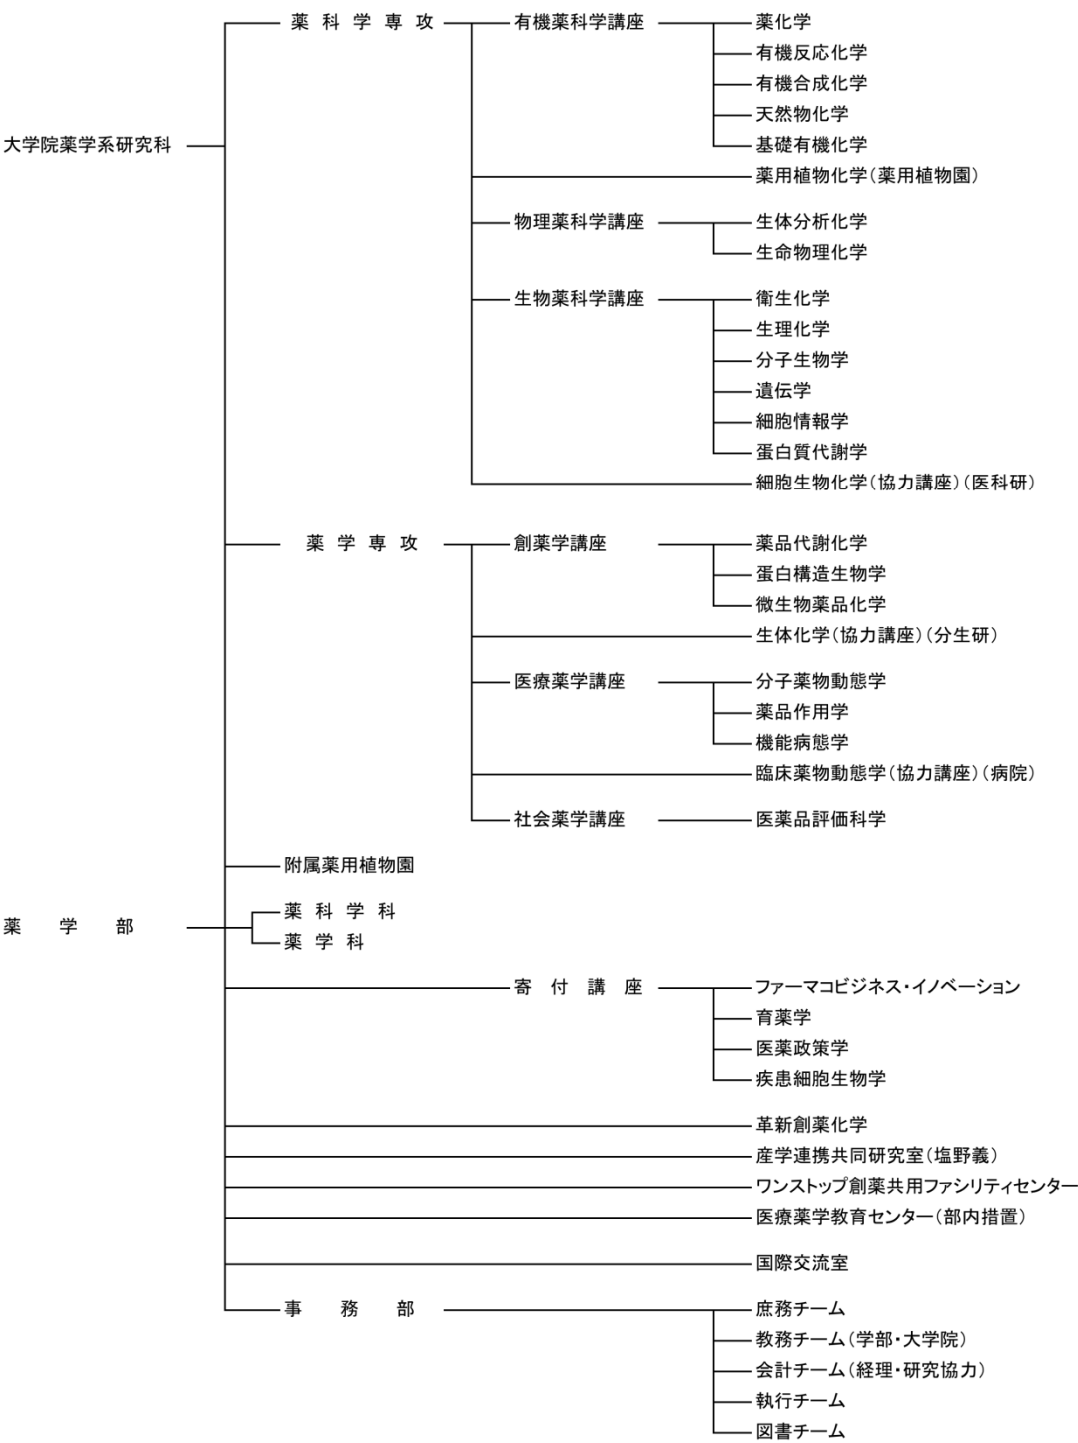 薬科学専攻 有機薬科学講座 薬化学
有機反応化学
有機合成化学
天然物化学
大学院薬学系研究科 基礎有機化学
薬用植物化学(薬用植物園)
物理薬科学講座 生体分析化学
生命物理化学
生物薬科学講座 衛生化学
生理化学
分子生物学
遺伝学
細胞情報学
蛋白質代謝学
細胞生物化学(協力講座)(医科研)
薬学専攻 創薬学講座 薬品代謝化学
蛋白構造生物学
微生物薬品化学
生体化学(協力講座)(分生研)
医療薬学講座 分子薬物動態学
薬品作用学
機能病態学
臨床薬物動態学(協力講座)(病院)
社会薬学講座 医薬品評価科学
附属薬用植物園
薬科学科
薬学部
薬学科
寄付講座 ファーマコビジネス・イノベーション
育薬学
医薬政策学
疾患細胞生物学
革新創薬化学
産学連携共同研究室(塩野義)
ワンストップ創薬共用ファシリティセンター
医療薬学教育センター(部内措置)
国際交流室
事務部 庶務チーム
教務チーム(学部・大学院)
会計チーム(経理・研究協力)
執行チーム
図書チーム